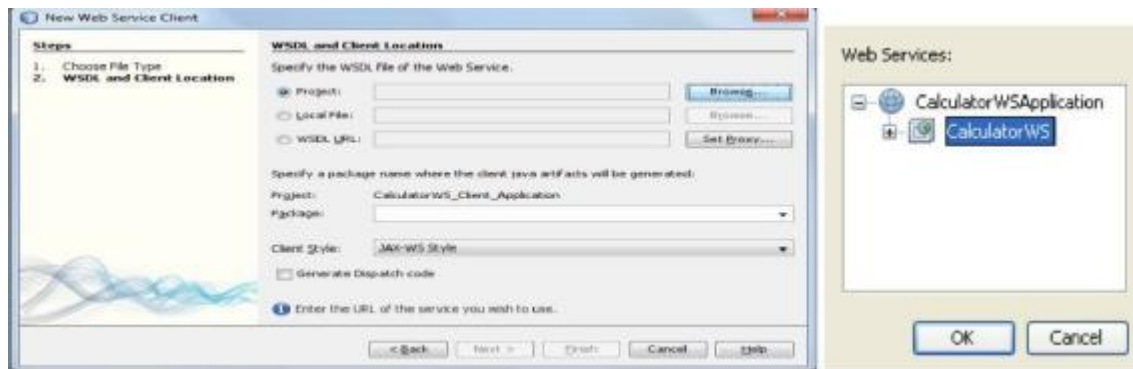 New Web Service Client
Steps
1. Choose File Type
2. WSDL and Client Location
WSDL and Client Location
Specify the WSDL file of the Web Service.
Project:
Browse...
Local File:
Browse...
WSDL URL:
Set Proxy...
Specify a package name where the client java artifacts will be generated:
Project: CalculatorWS_Client_Application
Package:
Client Style: JAX-WS Style
Generate Dispatch code
Enter the URL of the service you wish to use.
< Back Next > Finish Cancel Help
Web Services:
CalculatorWSApplication
CalculatorWS
OK Cancel